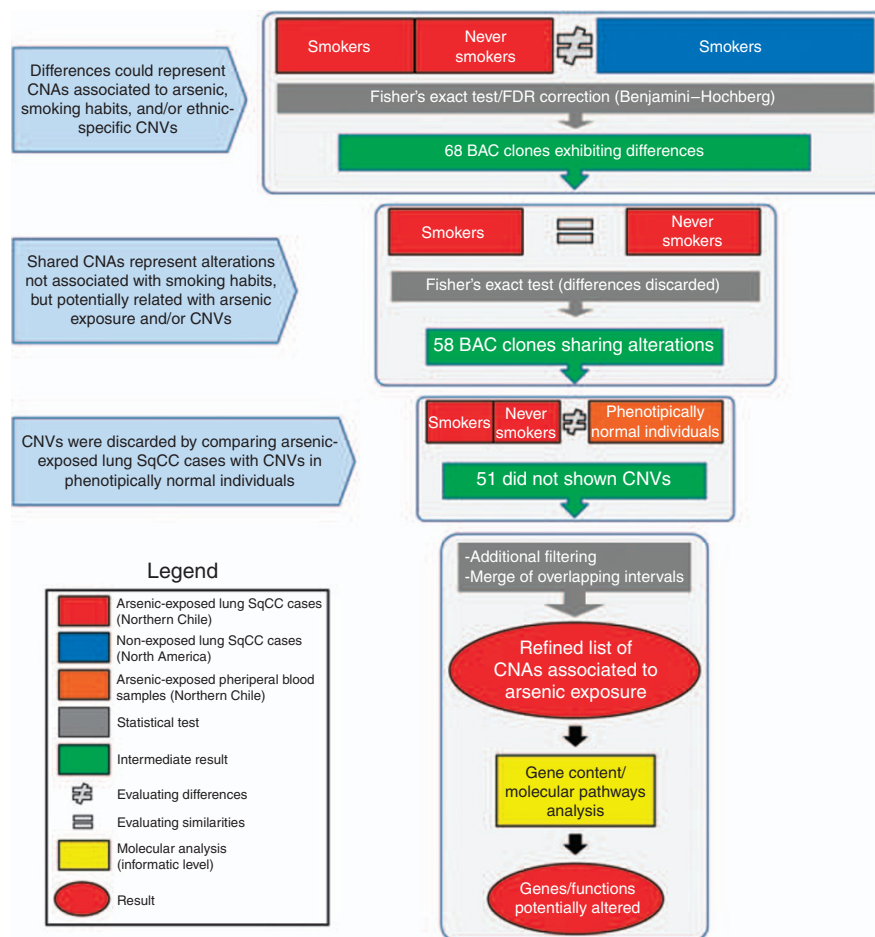 Differences could represent
CNAs associated to arsenic,
smoking habits, and/or ethnic-
specific CNVs
Smokers
Never
smokers
Smokers
Fisher's exact test/FDR correction (Benjamini–Hochberg)
68 BAC clones exhibiting differences
Shared CNAs represent alterations
not associated with smoking habits,
but potentially related with arsenic
exposure and/or CNVs
Smokers
Never
smokers
Fisher's exact test (differences discarded)
58 BAC clones sharing alterations
CNVs were discarded by comparing arsenic-
exposed lung SqCC cases with CNVs in
phenotipically normal individuals
Smokers
Never
smokers
Phenotipically
normal individuals
51 did not shown CNVs
-Additional filtering
-Merge of overlapping intervals
Refined list of
CNAs associated to
arsenic exposure
Gene content/
molecular pathways
analysis
Genes/functions
potentially altered
Legend
Arsenic-exposed lung SqCC cases
(Northern Chile)
Non-exposed lung SqCC cases
(North America)
Arsenic-exposed pheriperal blood
samples (Northern Chile)
Statistical test
Intermediate result
Evaluating differences
Evaluating similarities
Molecular analysis
(informatic level)
Result